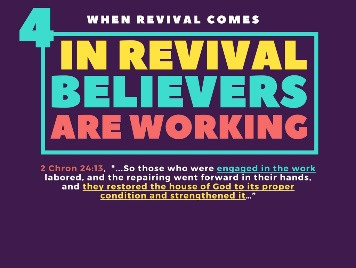 4
WHEN REVIVAL COMES
IN REVIVAL
BELIEVERS
ARE WORKING
2 Chron 24:13, "...So those who were engaged in the work
labored, and the repairing went forward in their hands,
and they restored the house of God to its proper
condition and strengthened it..."